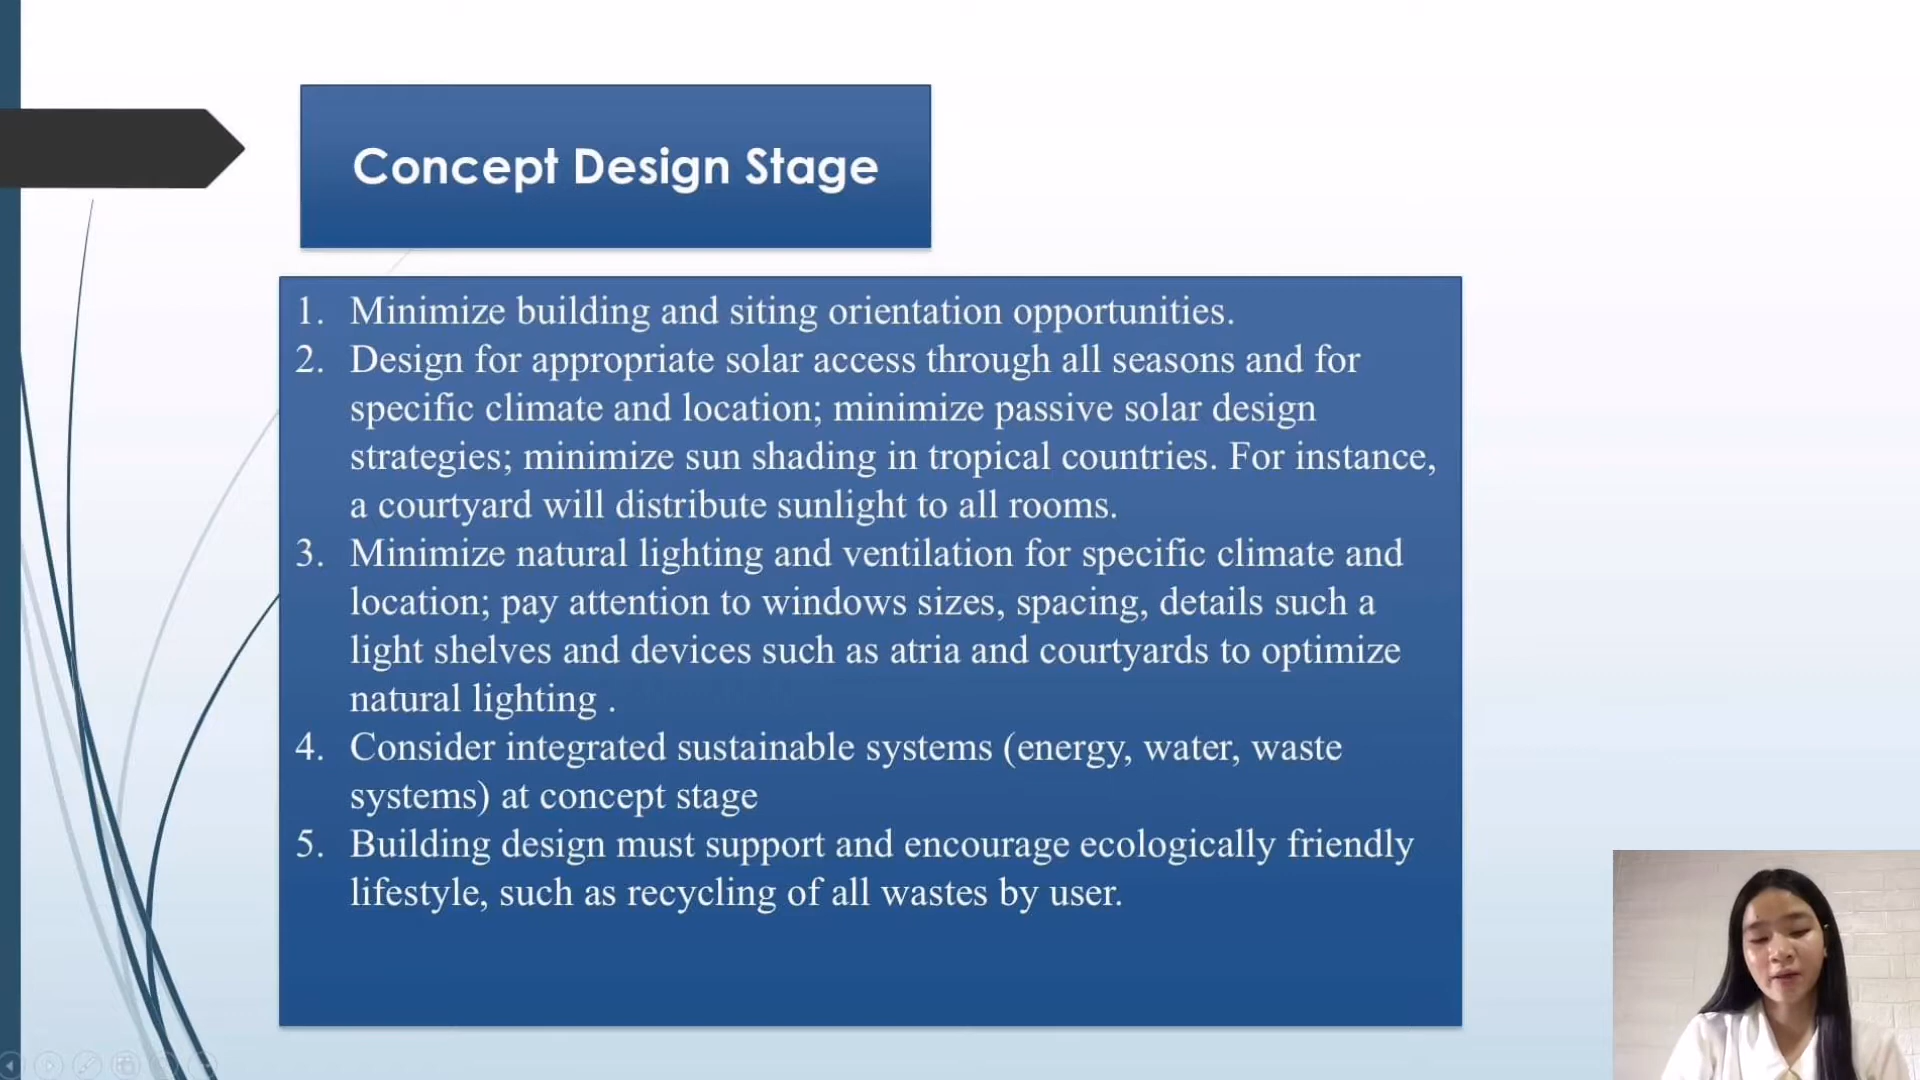 Concept Design Stage
1. Minimize building and siting orientation opportunities.
2. Design for appropriate solar access through all seasons and for
specific climate and location; minimize passive solar design
strategies; minimize sun shading in tropical countries. For instance,
a courtyard will distribute sunlight to all rooms.
3. Minimize natural lighting and ventilation for specific climate and
location; pay attention to windows sizes, spacing, details such a
light shelves and devices such as atria and courtyards to optimize
natural lighting .
4. Consider integrated sustainable systems (energy, water, waste
systems) at concept stage
5. Building design must support and encourage ecologically friendly
lifestyle, such as recycling of all wastes by user.